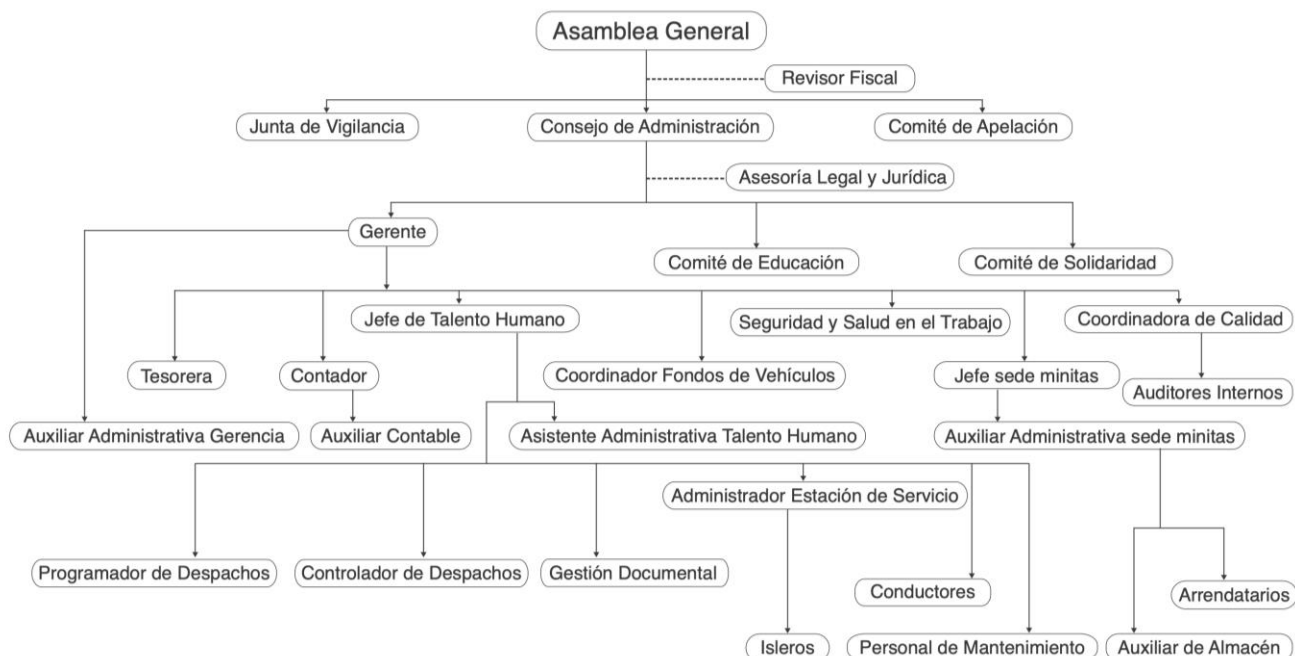 Asamblea General
Revisor Fiscal
Junta de Vigilancia
Consejo de Administración
Comité de Apelación
Asesoría Legal y Jurídica
Gerente
Comité de Educación
Comité de Solidaridad
Jefe de Talento Humano
Seguridad y Salud en el Trabajo
Coordinadora de Calidad
Tesorera
Contador
Coordinador Fondos de Vehículos
Jefe sede minitas
Auditores Internos
Auxiliar Administrativa Gerencia
Auxiliar Contable
Asistente Administrativa Talento Humano
Auxiliar Administrativa sede minitas
Administrador Estación de Servicio
Programador de Despachos
Controlador de Despachos
Gestión Documental
Conductores
Arrendatarios
Isleros
Personal de Mantenimiento
Auxiliar de Almacén